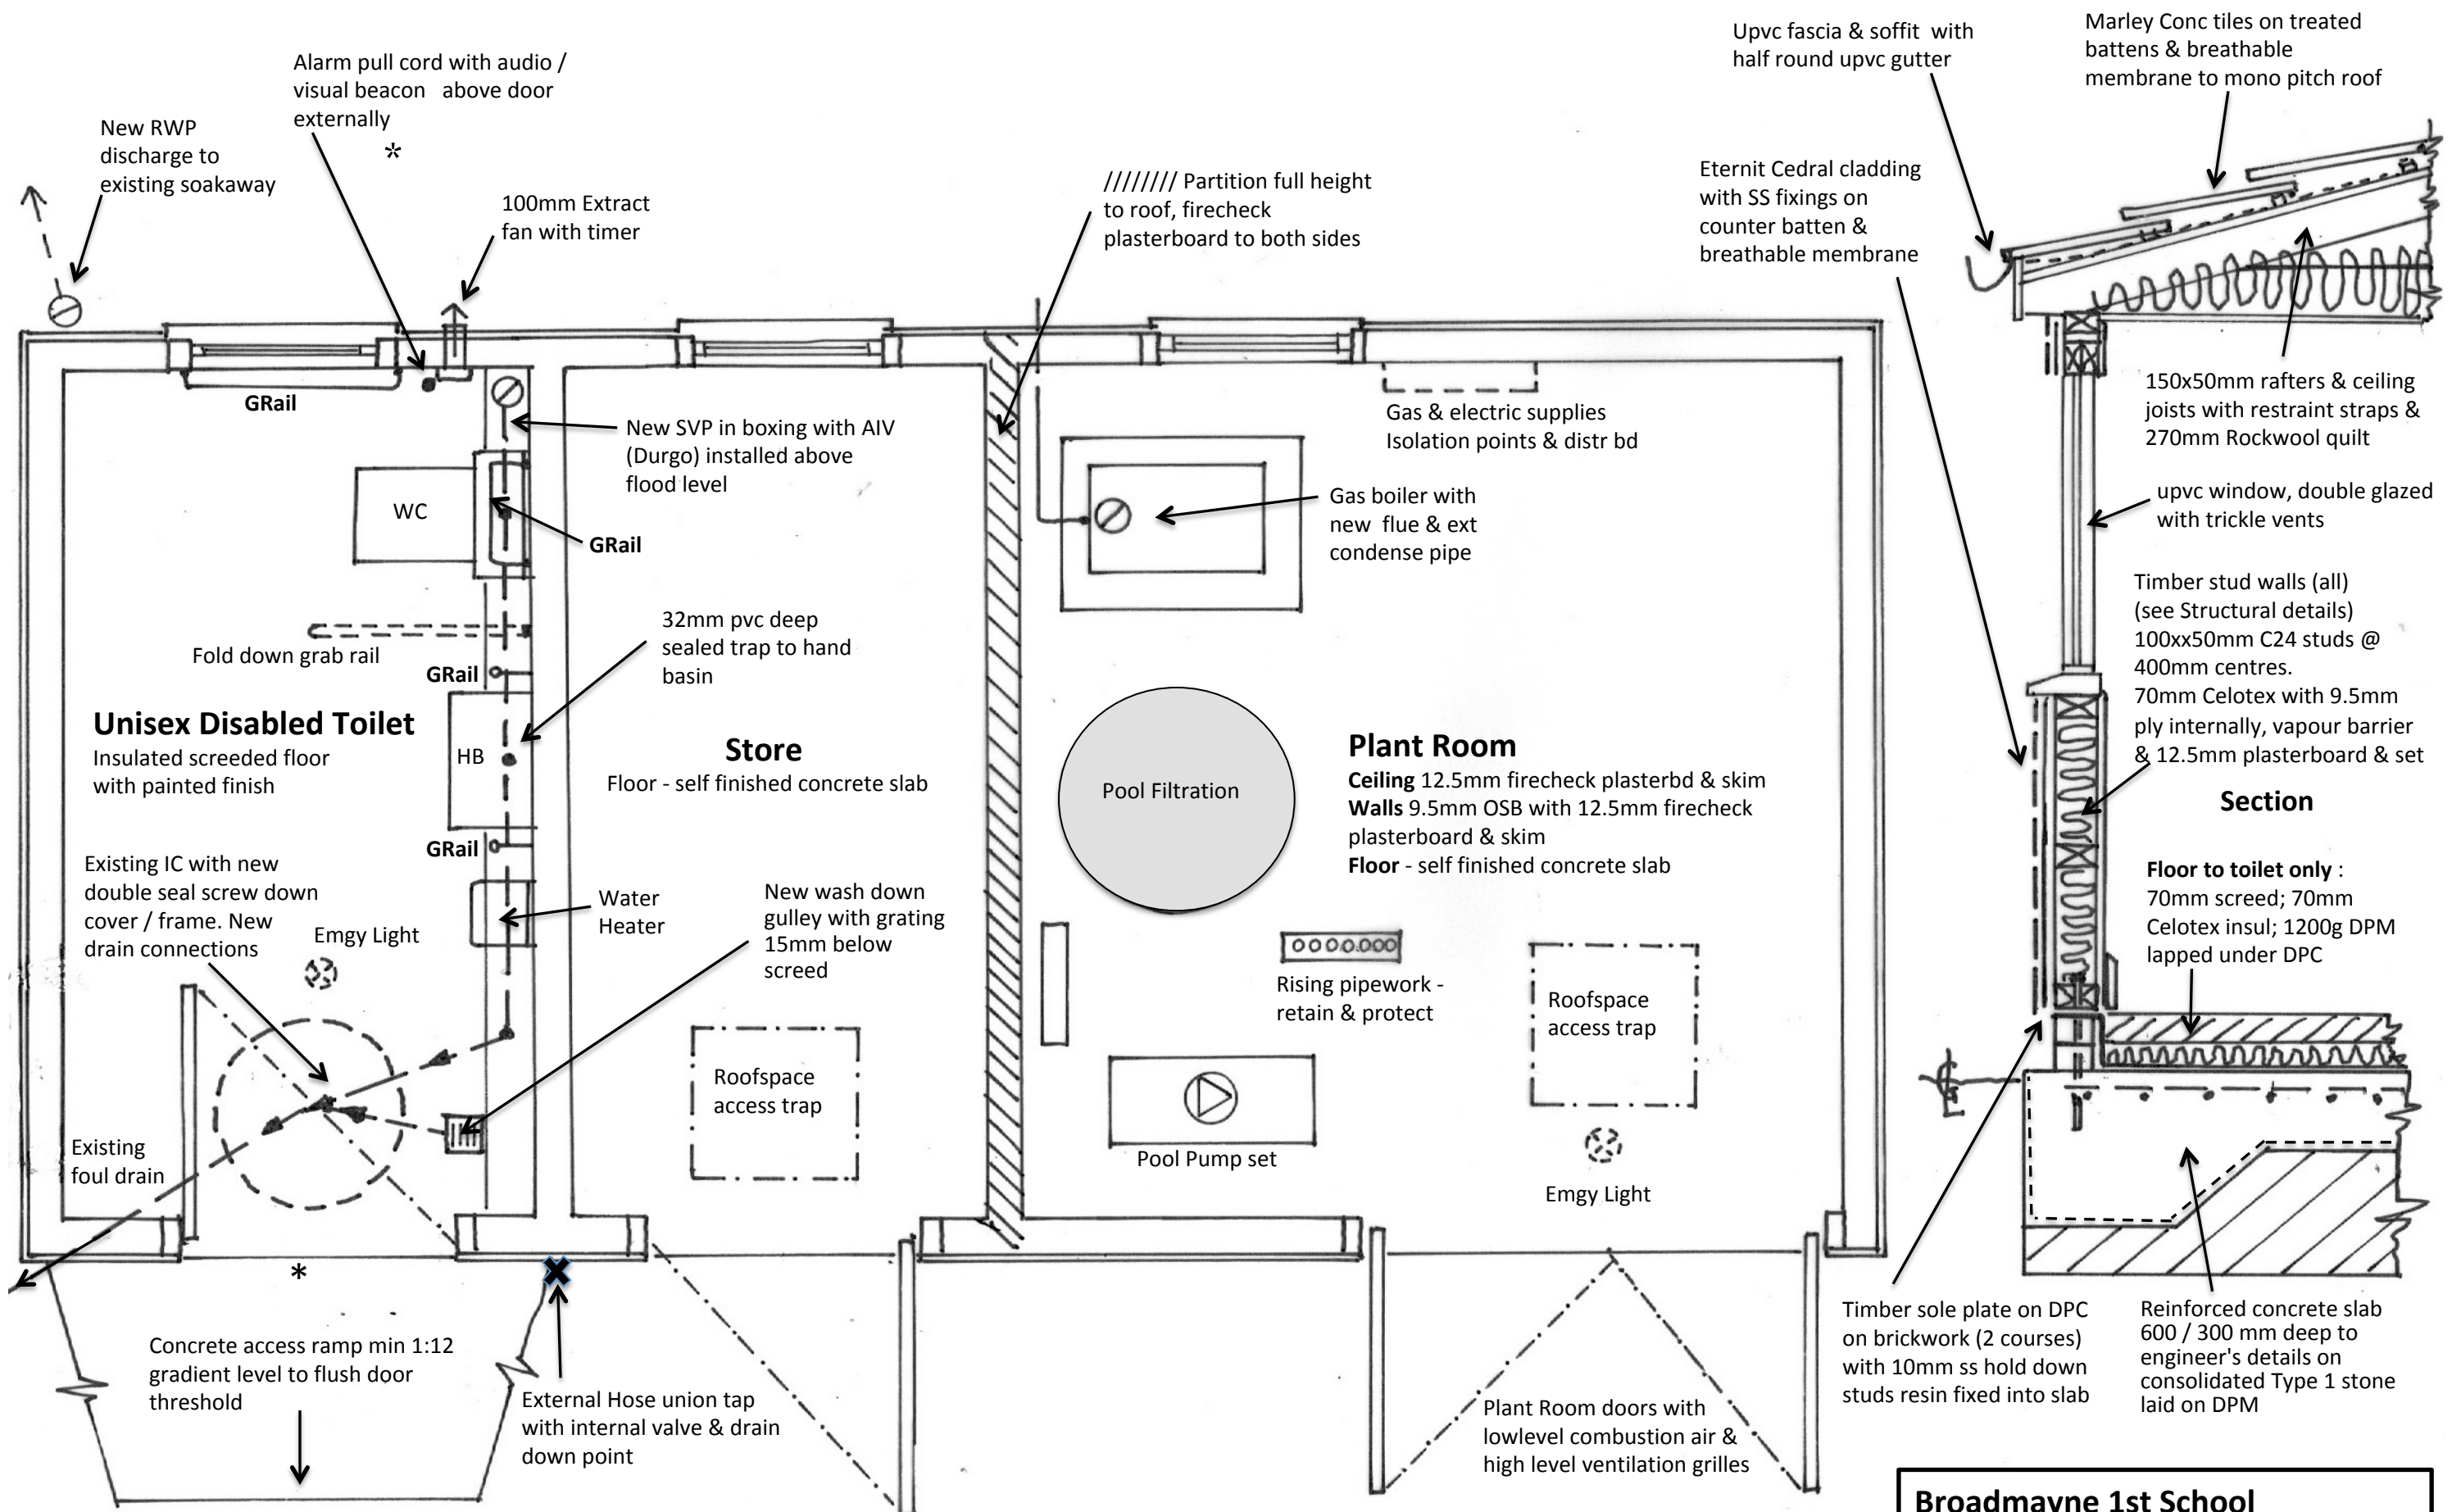 Alarm pull cord with audio /
visual beacon above door
externally
*
New RWP
discharge to
existing soakaway
100mm Extract
fan with timer
//////// Partition full height
to roof, firecheck
plasterboard to both sides
Upvc fascia & soffit with
half round upvc gutter
Marley Conc tiles on treated
battens & breathable
membrane to mono pitch roof
Eternit Cedral cladding
with SS fixings on
counter batten &
breathable membrane
GRail
New SVP in boxing with AIV
(Durgo) installed above
flood level
WC
GRail
Gas & electric supplies
Isolation points & distr bd
Gas boiler with
new flue & ext
condense pipe
150x50mm rafters & ceiling
joists with restraint straps &
270mm Rockwool quilt
upvc window, double glazed
with trickle vents
Timber stud walls (all)
(see Structural details)
100xx50mm C24 studs @
400mm centres.
70mm Celotex with 9.5mm
ply internally, vapour barrier
& 12.5mm plasterboard & set
Section
Fold down grab rail
GRail
32mm pvc deep
sealed trap to hand
basin
Unisex Disabled Toilet
Insulated screeded floor
with painted finish
HB
GRail
Store
Floor - self finished concrete slab
Pool Filtration
Plant Room
Ceiling 12.5mm firecheck plasterbd & skim
Walls 9.5mm OSB with 12.5mm firecheck
plasterboard & skim
Floor - self finished concrete slab
Floor to toilet only :
70mm screed; 70mm
Celotex insul; 1200g DPM
lapped under DPC
Existing IC with new
double seal screw down
cover / frame. New
drain connections
Emgy Light
Water
Heater
New wash down
gulley with grating
15mm below
screed
Rising pipework -
retain & protect
Roofspace
access trap
Roofspace
access trap
Pool Pump set
Emgy Light
Existing
foul drain
*
Concrete access ramp min 1:12
gradient level to flush door
threshold
External Hose union tap
with internal valve & drain
down point
Plant Room doors with
lowlevel combustion air &
high level ventilation grilles
Timber sole plate on DPC
on brickwork (2 courses)
with 10mm ss hold down
studs resin fixed into slab
Reinforced concrete slab
600 / 300 mm deep to
engineer's details on
consolidated Type 1 stone
laid on DPM
Broadmayne 1st School